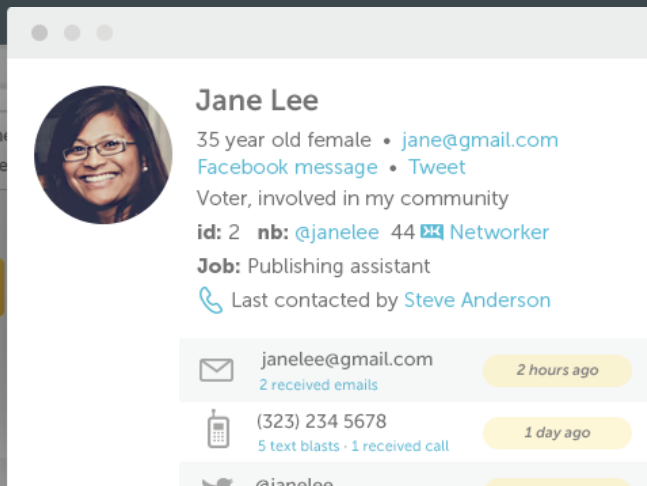 Jane Lee
35 year old female • jane@gmail.com
Facebook message • Tweet
Voter, involved in my community
id: 2 nb: @janelee 44 Networker
Job: Publishing assistant
Last contacted by Steve Anderson
janelee@gmail.com 2 hours ago
2 received emails
(323) 234 5678 1 day ago
5 text blasts · 1 received call
@janelee